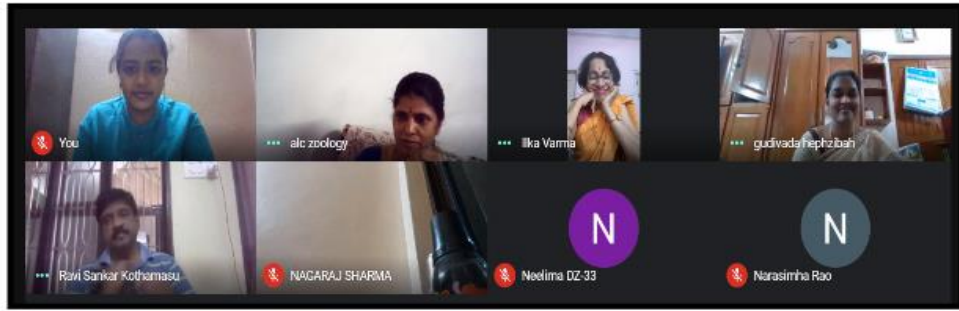 You
alc zoology
Ilka Varma
gudivada hephzibah
Ravi Sankar Kothamasu
NAGARAJ SHARMA
N
Neelima DZ-33
N
Narasimha Rao